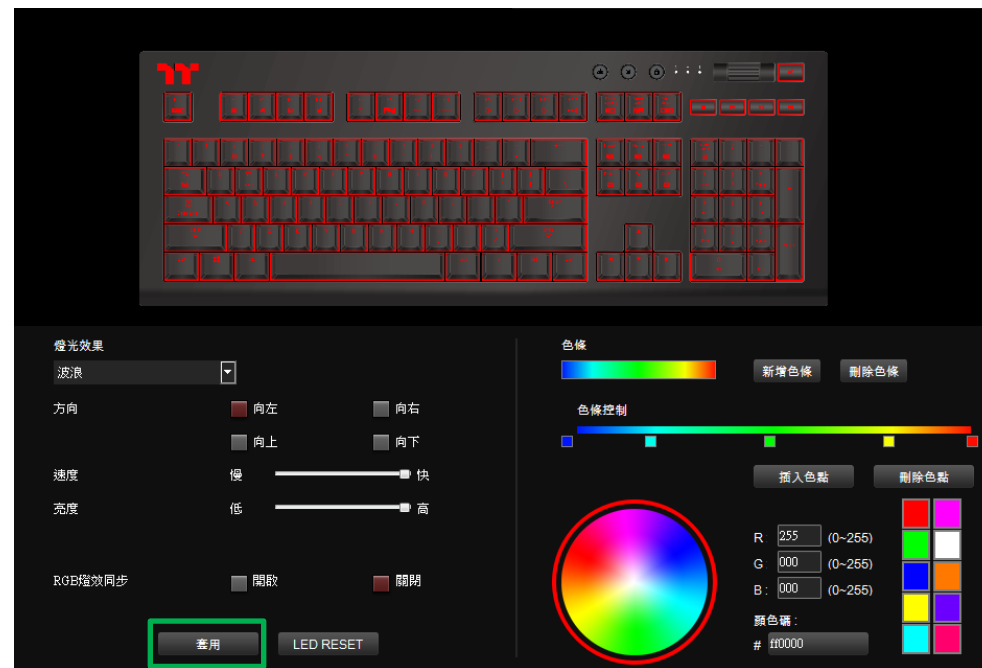 燈光效果
波浪
方向
向左
向右
向上
向下
速度
慢
快
亮度
低
高
RGB燈效同步
開啟
關閉
套用
LED RESET
色條
新增色條
刪除色條
色條控制
插入色點
刪除色點
R 255 (0~255)
G 000 (0~255)
B : 000 (0~255)
顏色碼 :
# ff0000